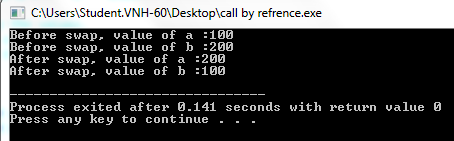 C:\Users\Student.VNH-60\Desktop\call by refrence.exe
Before swap, value of a :100
Before swap, value of b :200
After swap, value of a :200
After swap, value of b :100
--------------------------------
Process exited after 0.141 seconds with return value 0
Press any key to continue . . .